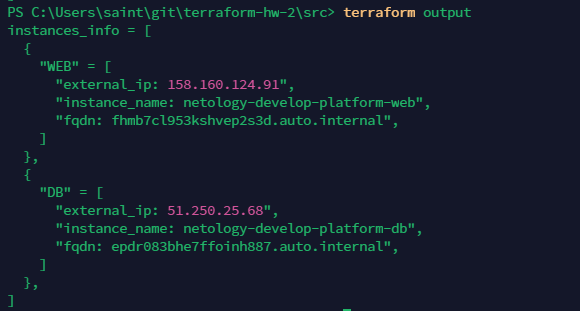 PS C:\Users\saint\git\terraform-hw-2\src> terraform output
instances_info = [
  {
    "WEB" = [
      "external_ip: 158.160.124.91",
      "instance_name: netology-develop-platform-web",
      "fqdn: fhmb7cl953kshvep2s3d.auto.internal",
    ]
  },
  {
    "DB" = [
      "external_ip: 51.250.25.68",
      "instance_name: netology-develop-platform-db",
      "fqdn: epdr083bhe7ffoinh887.auto.internal",
    ]
  },
]